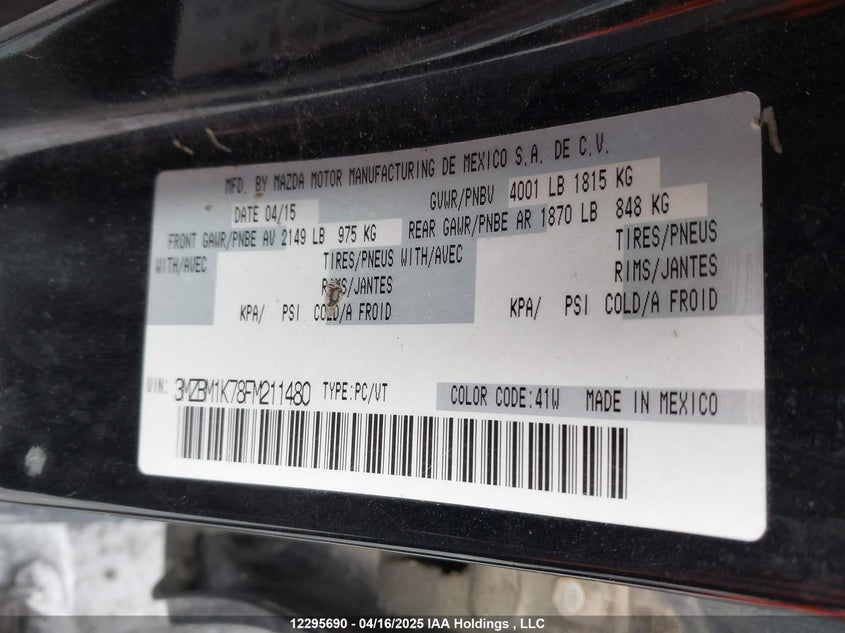 MFD. BY MAZDA MOTOR MANUFACTURING DE MEXICO S.A. DE C.V.
DATE 04/15 GVWR/PNBV 4001 LB 1815 KG
FRONT GAWR/PNBE AV 2149 LB 975 KG REAR GAWR/PNBE AR 1870 LB 848 KG
WITH/AVEC TIRES/PNEUS WITH/AVEC TIRES/PNEUS
RIMS/JANTES RIMS/JANTES
KPA/ PSI COLD/A FROID KPA/ PSI COLD/A FROID
VIN: 3MZBM1K78FM211480 TYPE:PC/VT COLOR CODE:41W MADE IN MEXICO
12295690 - 04/16/2025 IAA Holdings , LLC